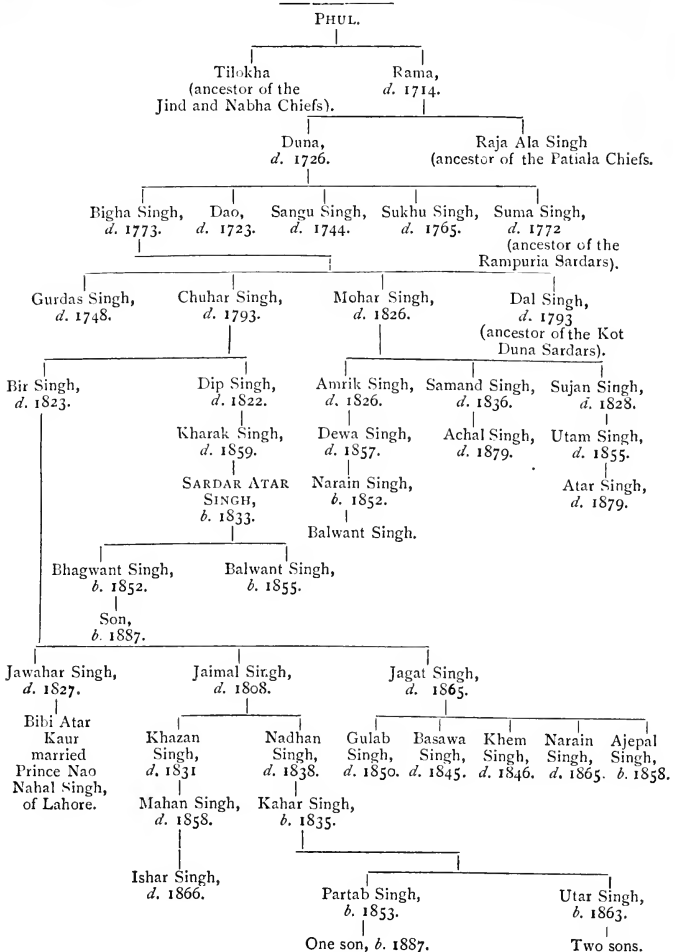 PHUL.
Tilokha Rama,
(ancestor of the d. 1714.
Jind and Nabha Chiefs).
Duna, Raja Ala Singh
d. 1726. (ancestor of the Patiala Chiefs.
Bigha Singh, Dao, Sangu Singh, Sukhu Singh, Suma Singh,
d. 1773. d. 1723. d. 1744. d. 1765. d. 1772
(ancestor of the
Rampuria Sardars).
Gurdas Singh, Chuhar Singh, Mohar Singh, Dal Singh,
d. 1748. d. 1793. d. 1826. d. 1793
(ancestor of the Kot
Duna Sardars).
Bir Singh, Dip Singh, Amrik Singh, Samand Singh, Sujan Singh,
d. 1823. d. 1822. d. 1826. d. 1836. d. 1828.
Kharak Singh, Dewa Singh, Achal Singh, Utam Singh,
d. 1859. d. 1857. d. 1879. d. 1855.
SARDAR ATAR Narain Singh, Atar Singh,
SINGH, b. 1852. d. 1879.
b. 1833.
Balwant Singh.
Bhagwant Singh, Balwant Singh,
b. 1852. b. 1855.
Son,
b. 1887.
Jawahar Singh, Jaimal Singh, Jagat Singh,
d. 1827. d. 1808. d. 1865.
Bibi Atar Khazan Nadhan Gulab Basawa Khem Narain Ajepal
Kaur Singh, Singh, Singh, Singh, Singh, Singh, Singh,
married d. 1831 d. 1838. d. 1850. d. 1845. d. 1846. d. 1865. b. 1858.
Prince Nao
Nahal Singh, Mahan Singh, Kahar Singh,
of Lahore. d. 1858. b. 1835.
Ishar Singh, Partab Singh, Utar Singh,
d. 1866. b. 1853. b. 1863.
One son, b. 1887. Two sons.